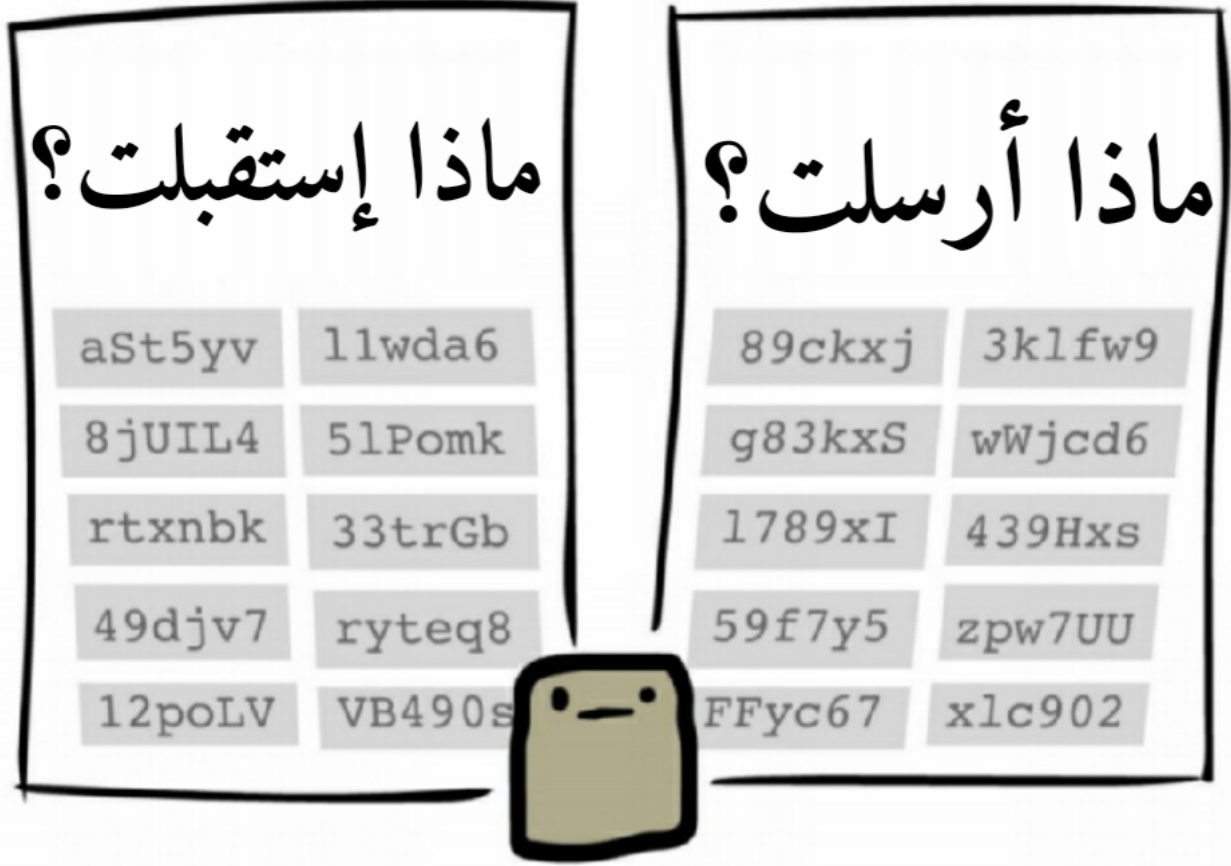 ماذا أرسلت؟
89ckxj 3klfw9
g83kxS wWjcd6
l789xI 439Hxs
59f7y5 zpw7UU
FFyc67 xlc902
ماذا إستقبلت؟
aSt5yv l1wda6
8jUIL4 5lPomk
rtxnbk 33trGb
49djv7 ryteq8
12poLV VB490s